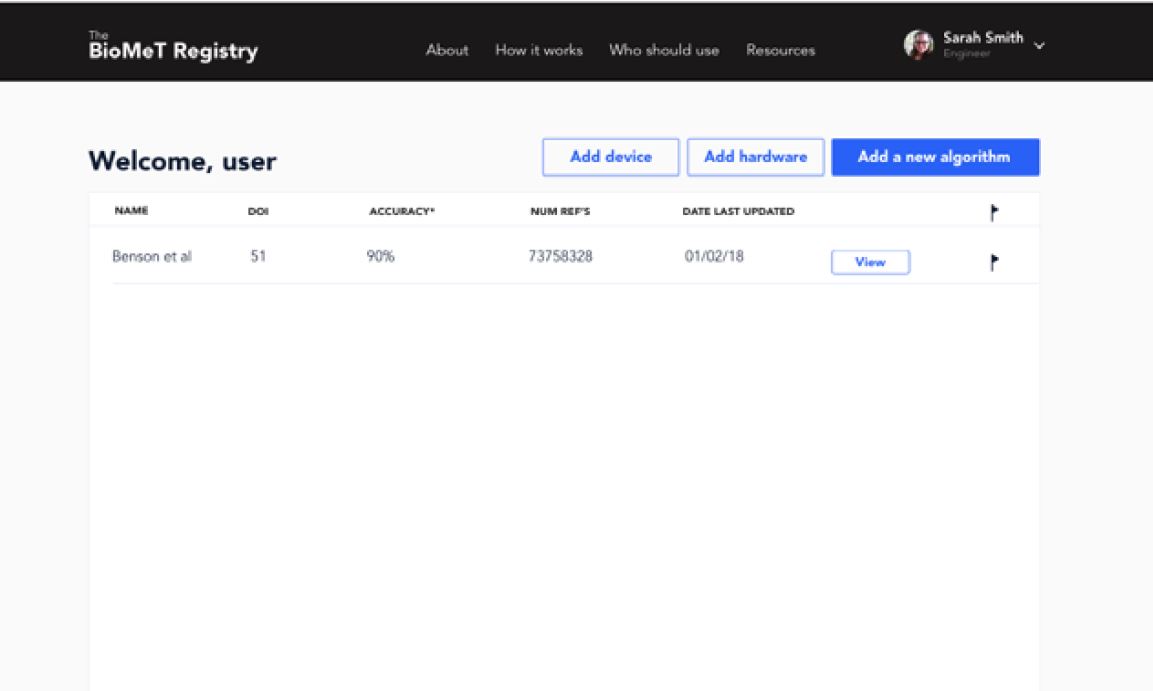 The
BioMeT Registry
About How it works Who should use Resources
Sarah Smith
Engineer
Welcome, user
Add device Add hardware Add a new algorithm
NAME DOI ACCURACY* NUM REF'S DATE LAST UPDATED
Benson et al 51 90% 73758328 01/02/18 View